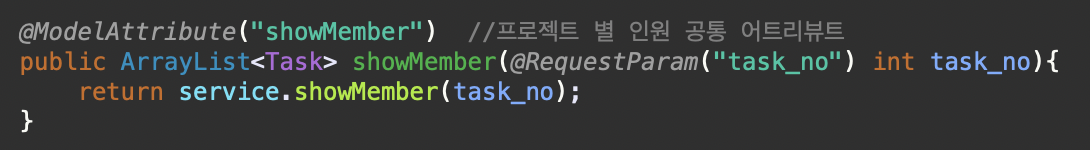 @ModelAttribute("showMember")  //프로젝트 별 인원 공통 어트리뷰트
public ArrayList<Task> showMember(@RequestParam("task_no") int task_no){
    return service.showMember(task_no);
}